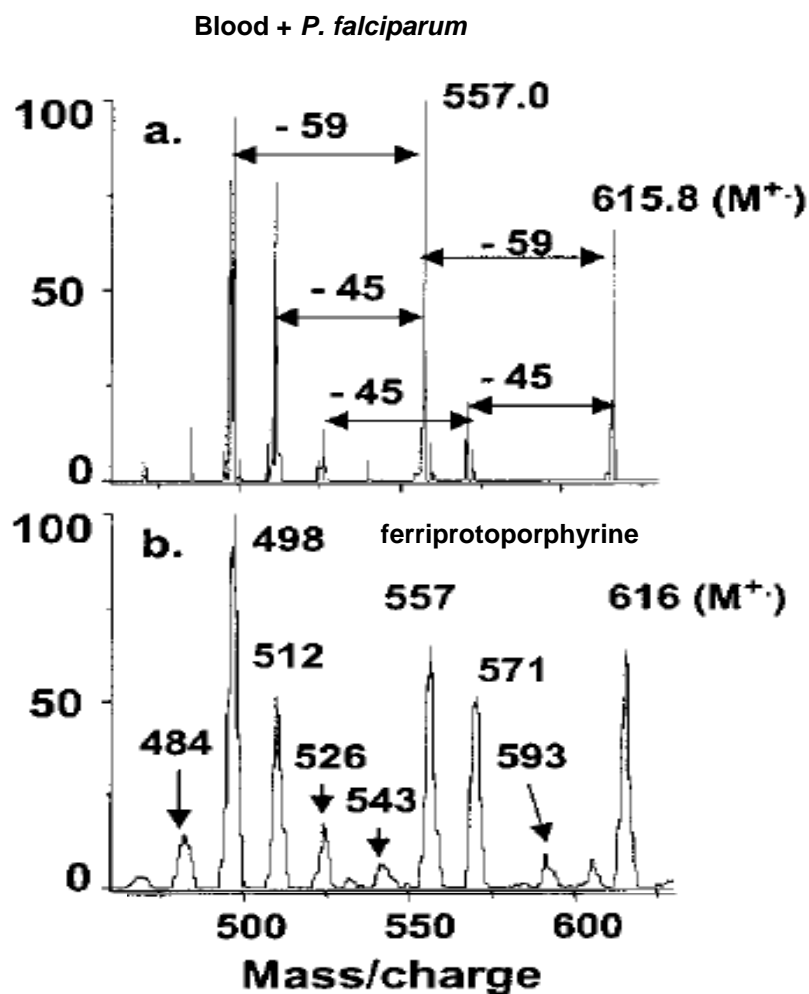 Blood + P. falciparum
100
a.
- 59
557.0
615.8 (M+·)
- 59
50
- 45
- 45
- 45
0
100
b.
498
ferriprotoporphyrine
557
616 (M+·)
512
571
50
484
526
593
543
0
500 550 600
Mass/charge